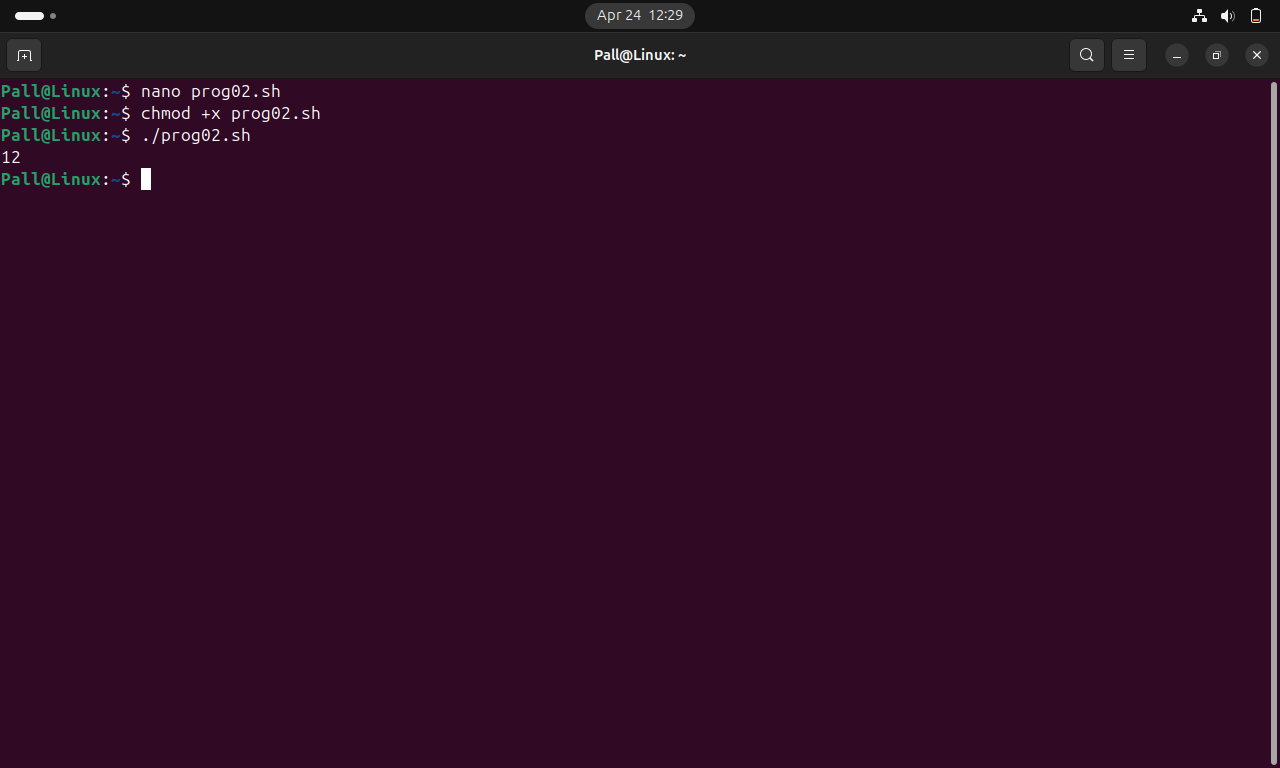 Apr 24 12:29
Pall@Linux: ~
Pall@Linux:~$ nano prog02.sh
Pall@Linux:~$ chmod +x prog02.sh
Pall@Linux:~$ ./prog02.sh
12
Pall@Linux:~$